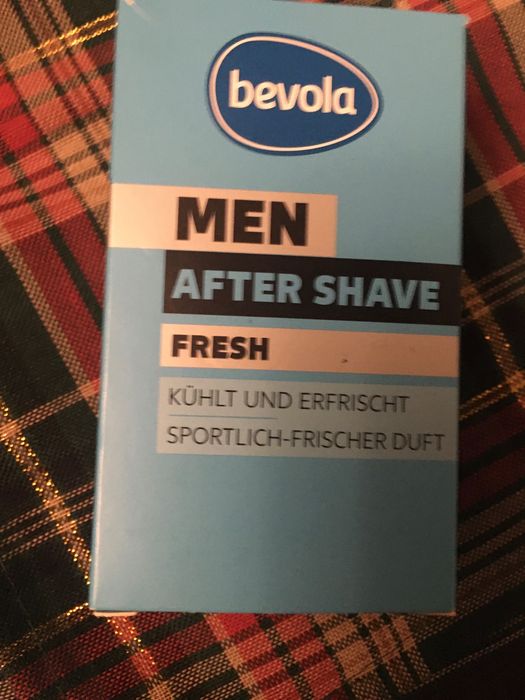 bevola
MEN
AFTER SHAVE
FRESH
KÜHLT UND ERFRISCHT
SPORTLICH-FRISCHER DUFT